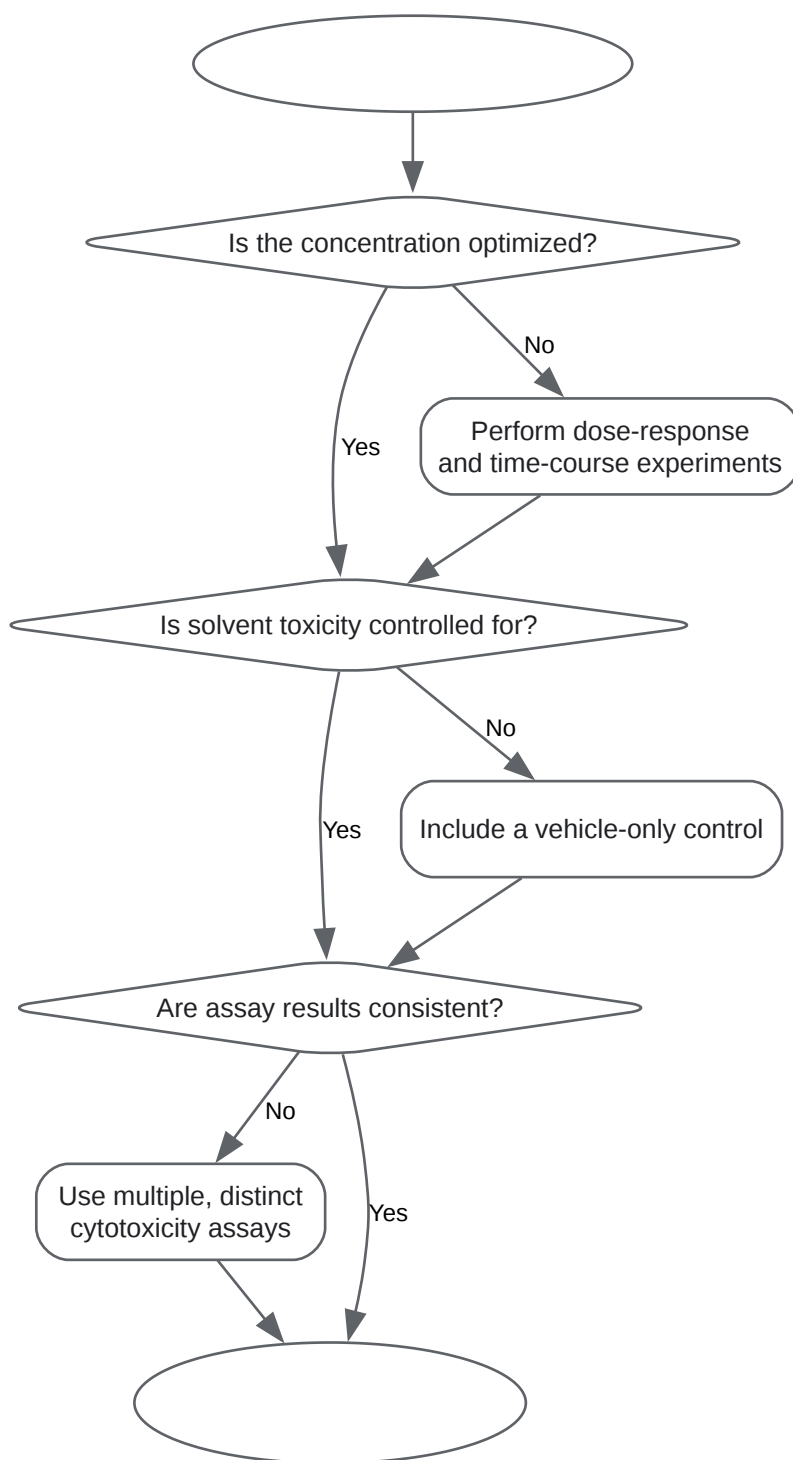 Is the concentration optimized?
No
Yes
Perform dose-response
and time-course experiments
Is solvent toxicity controlled for?
No
Yes
Include a vehicle-only control
Are assay results consistent?
No
Use multiple, distinct
cytotoxicity assays
Yes